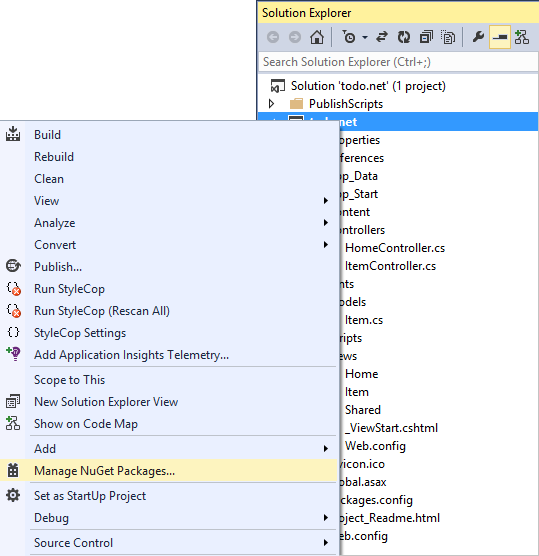 Solution Explorer
Search Solution Explorer (Ctrl+;)
Solution 'todo.net' (1 project)
PublishScripts
.net
Build
Rebuild
Clean
View
Analyze
Convert
Publish...
Run StyleCop
Run StyleCop (Rescan All)
StyleCop Settings
Add Application Insights Telemetry...
Scope to This
New Solution Explorer View
Show on Code Map
Add
Manage NuGet Packages...
Set as StartUp Project
Debug
Source Control
operties
ferences
p_Data
p_Start
ontent
ontrollers
HomeController.cs
ItemController.cs
nts
odels
Item.cs
ripts
ews
Home
Item
Shared
_ViewStart.cshtml
Web.config
vicon.ico
obal.asax
ckages.config
oject_Readme.html
eb.config